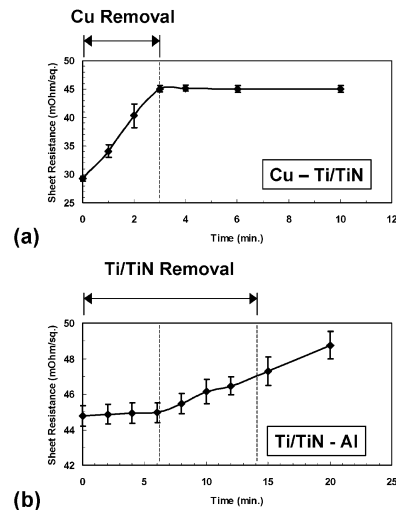 Cu Removal
50
45
40
35
30
25
0 2 4 6 8 10 12
Sheet Resistance (mOhm/sq.)
Cu – Ti/TiN
Time (min.)
(a)
Ti/TiN Removal
50
48
46
44
42
0 5 10 15 20 25
Sheet Resistance (mOhm/sq.)
Ti/TiN - Al
Time (min.)
(b)